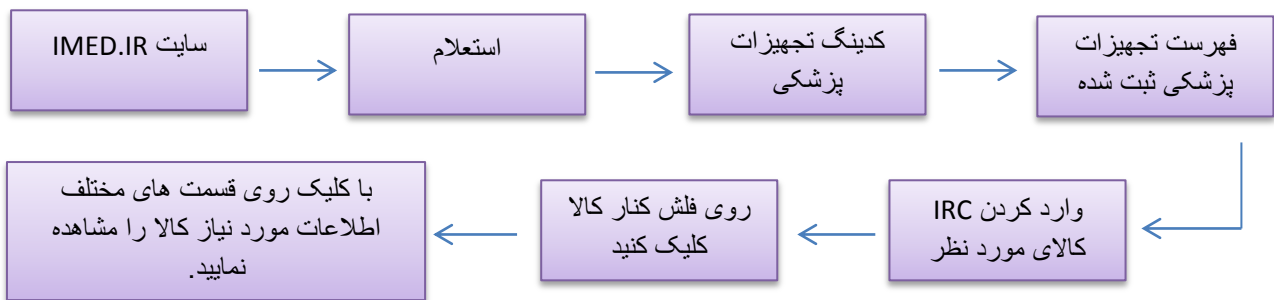 سایت IMED.IR
استعلام
کدینگ تجهیزات
پزشکی
فهرست تجهیزات
پزشکی ثبت شده
وارد کردن IRC
کالای مورد نظر
روی فلش کنار کالا
کلیک کنید
با کلیک روی قسمت های مختلف
اطلاعات مورد نیاز کالا را مشاهده
نمایید.